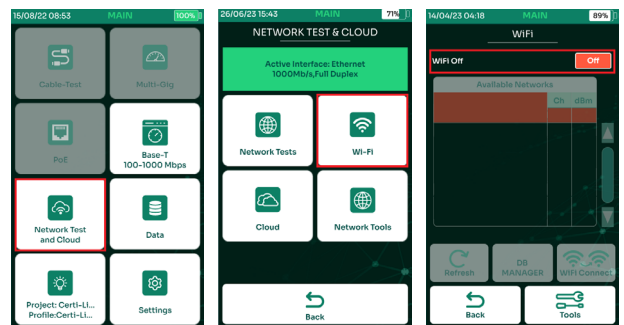 15/08/22 08:53 MAIN 100%
Cable-Test
Multi-Gig
PoE
Base-T
100-1000 Mbps
Network Test
and Cloud
Data
Project: Certi-Li...
Profile:Certi-Li...
Settings
26/06/23 15:43 MAIN 71%
NETWORK TEST & CLOUD
Active Interface: Ethernet
1000Mb/s,Full Duplex
Network Tests
Wi-Fi
Cloud
Network Tools
Back
14/04/23 04:18 MAIN 89%
WiFi
WiFi Off
Off
Available Networks
Ch dBm
Refresh
DB
MANAGER
WIFI Connect
Back
Tools